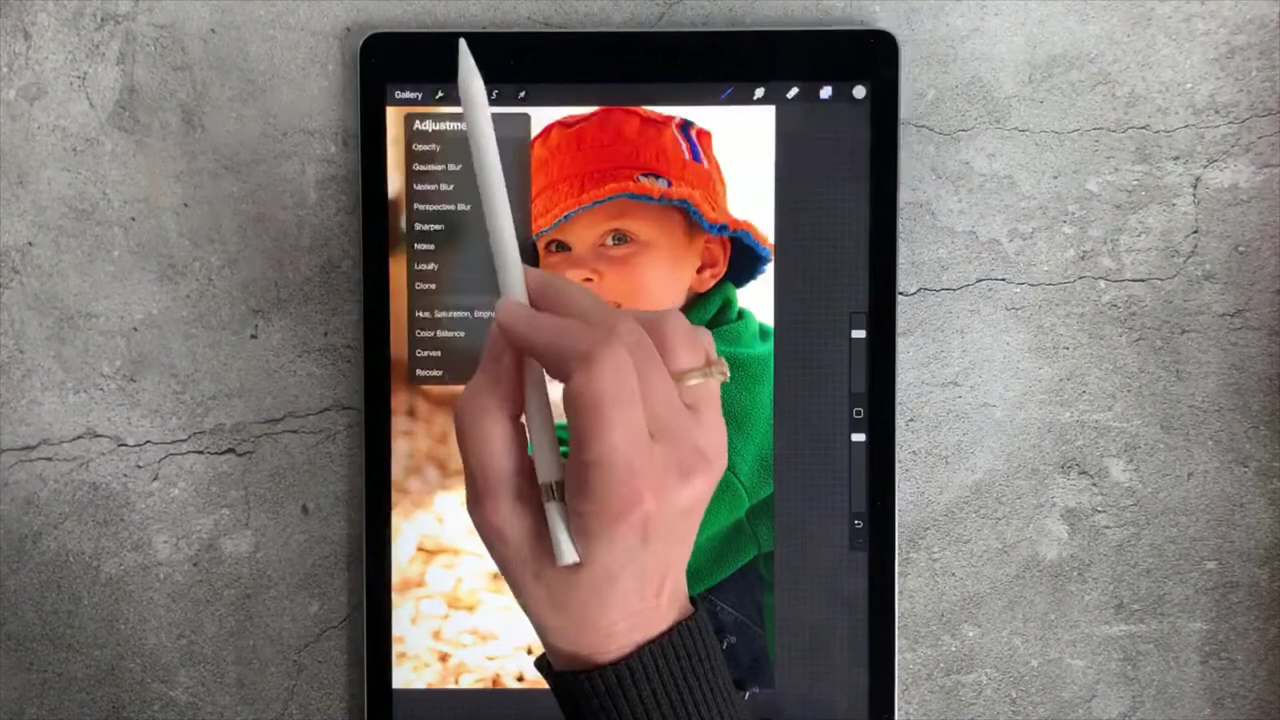 Gallery
Adjustme
Opacity
Gaussian Blur
Motion Blur
Perspective Blur
Sharpen
Noise
Liquify
Clone
Hue, Saturation, Brigh
Color Balance
Curves
Recolor